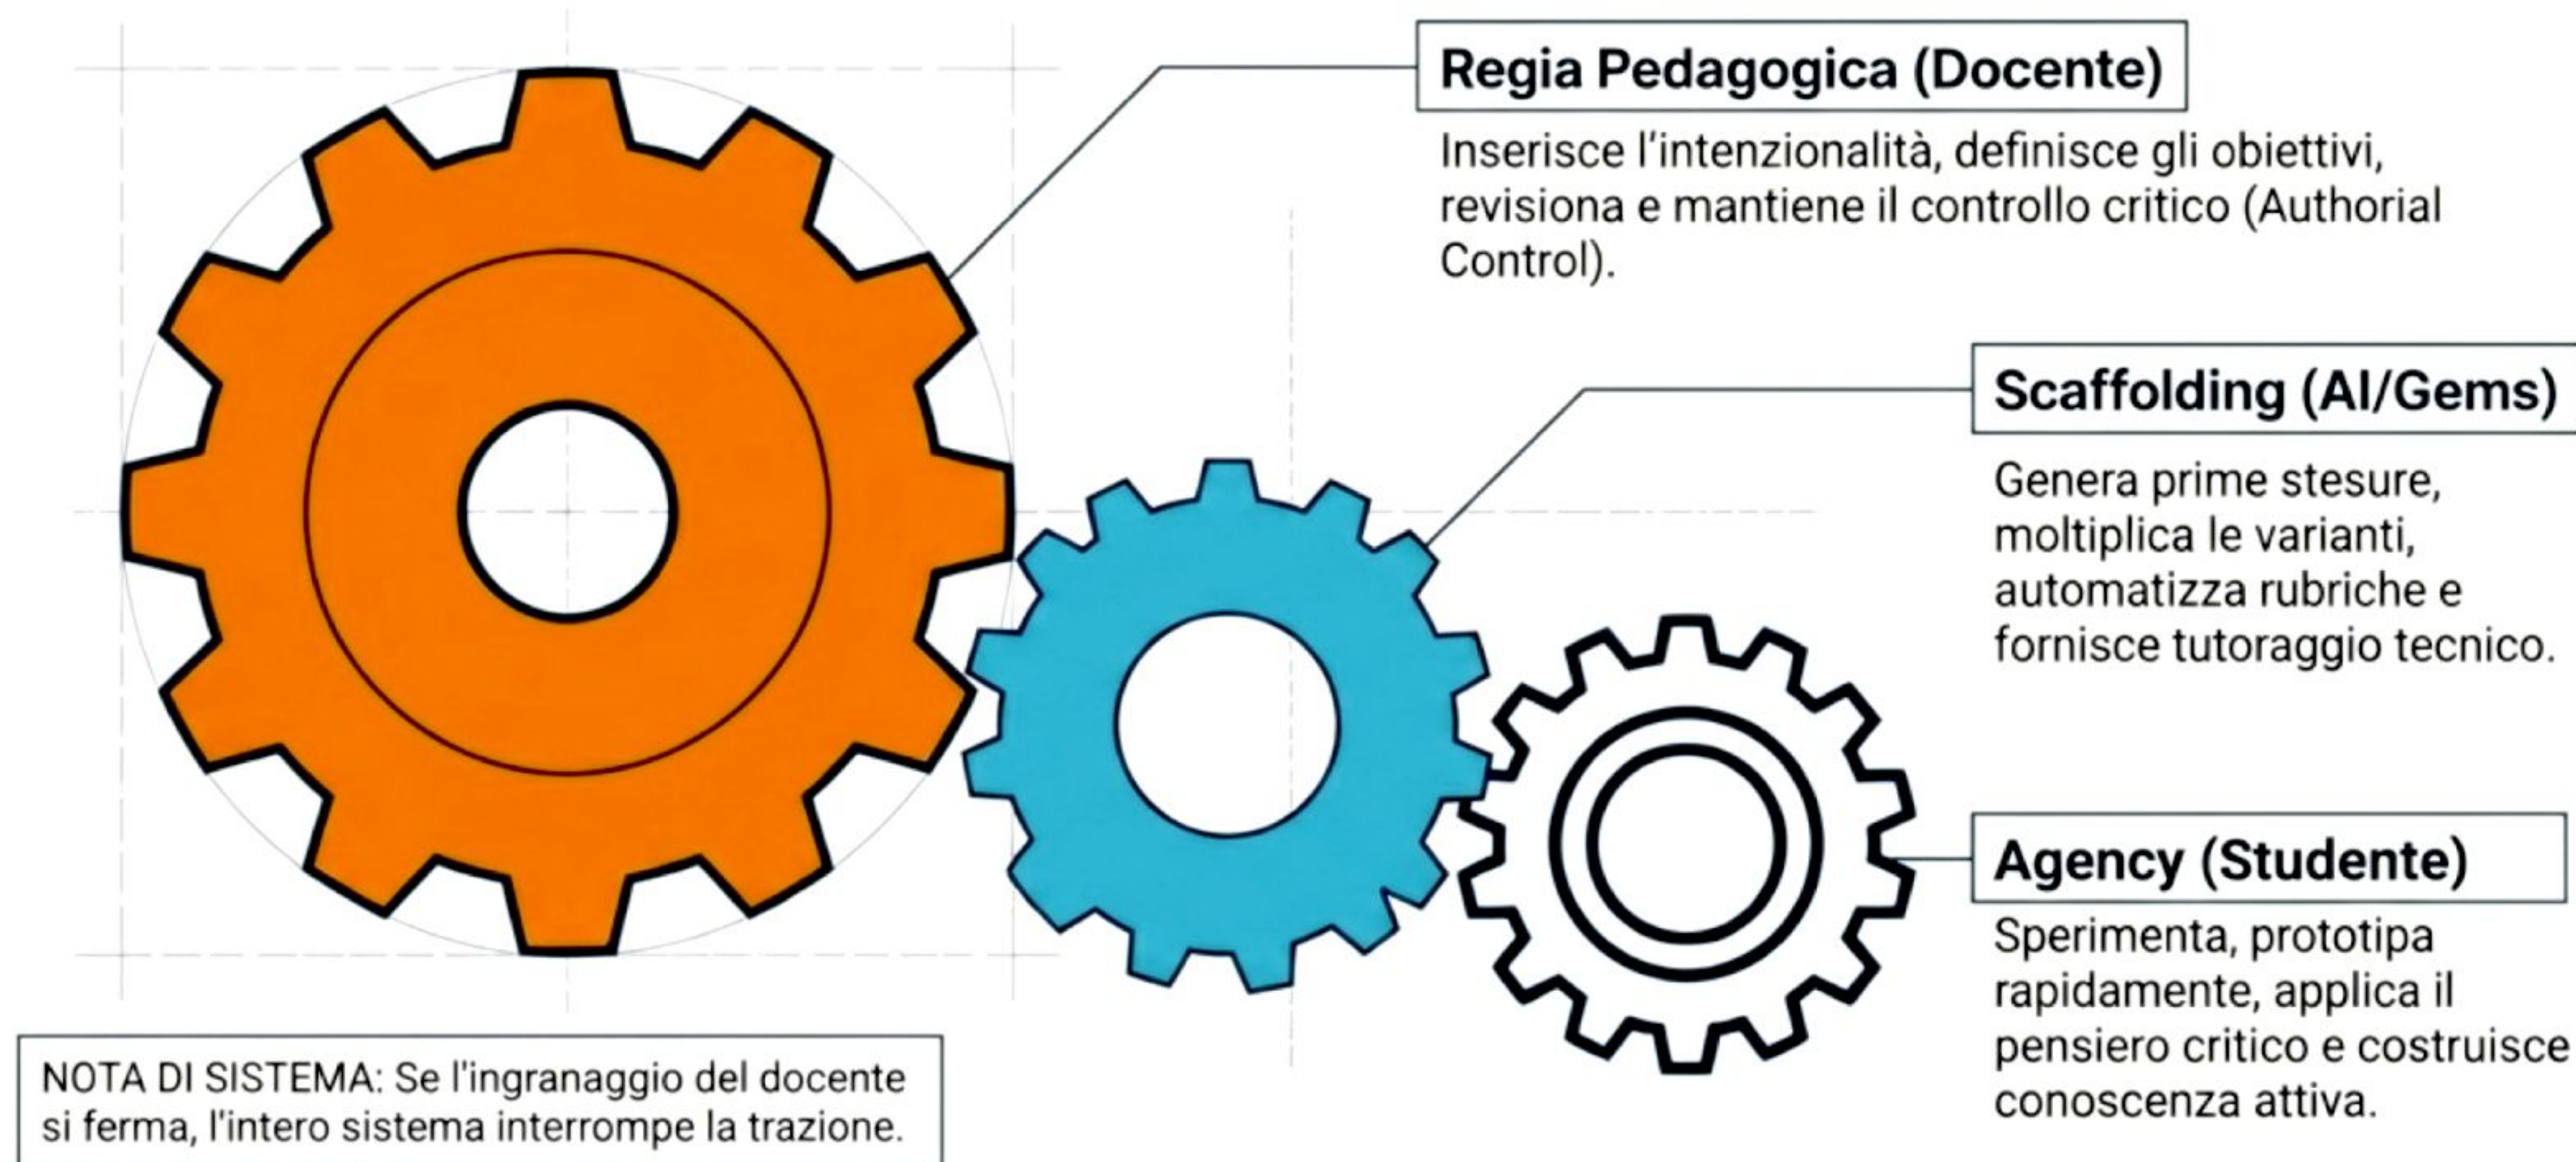 Regia Pedagogica (Docente)
Inserisce l'intenzionalità, definisce gli obiettivi,
revisiona e mantiene il controllo critico (Authorial
Control).
Scaffolding (AI/Gems)
Genera prime stesure,
moltiplica le varianti,
automatizza rubriche e
fornisce tutoraggio tecnico.
Agency (Studente)
Sperimenta, prototipa
rapidamente, applica il
pensiero critico e costruisce
conoscenza attiva.
NOTA DI SISTEMA: Se l'ingranaggio del docente
si ferma, l'intero sistema interrompe la trazione.